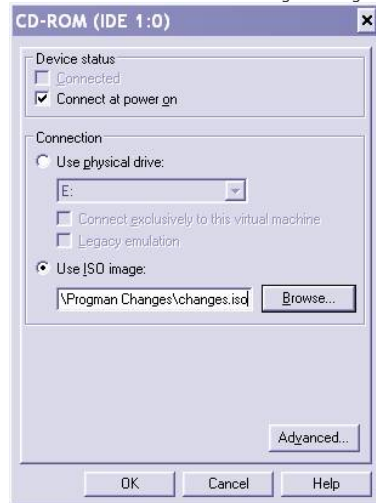 CD-ROM (IDE 1:0)
Device status
Connected
Connect at power on
Connection
Use physical drive:
E:
Connect exclusively to this virtual machine
Legacy emulation
Use ISO image:
\Progman Changes\changes.iso Browse...
Advanced...
OK Cancel Help